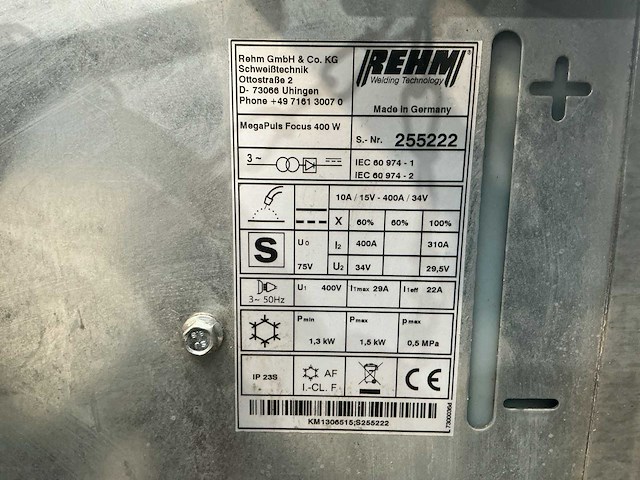 Rehm GmbH & Co. KG
Schweißtechnik
Ottostraße 2
D- 73066 Uhingen
Phone +49 7161 3007 0
REHM®
Welding Technology
Made in Germany
MegaPuls Focus 400 W
S.- Nr. 255222
3 ~
IEC 60 974 - 1
IEC 60 974 - 2
10A / 15V - 400A / 34V
X 60% 60% 100%
S
U0 I2 400A 310A
75V U2 34V 29,5V
3~ 50Hz
U1 400V I1max 29A I1eff 22A
Pmin Pmax pmax
1,3 kW 1,5 kW 0,5 MPa
IP 23S
AF
I.-CL. F
CE
KM1306515;S255222